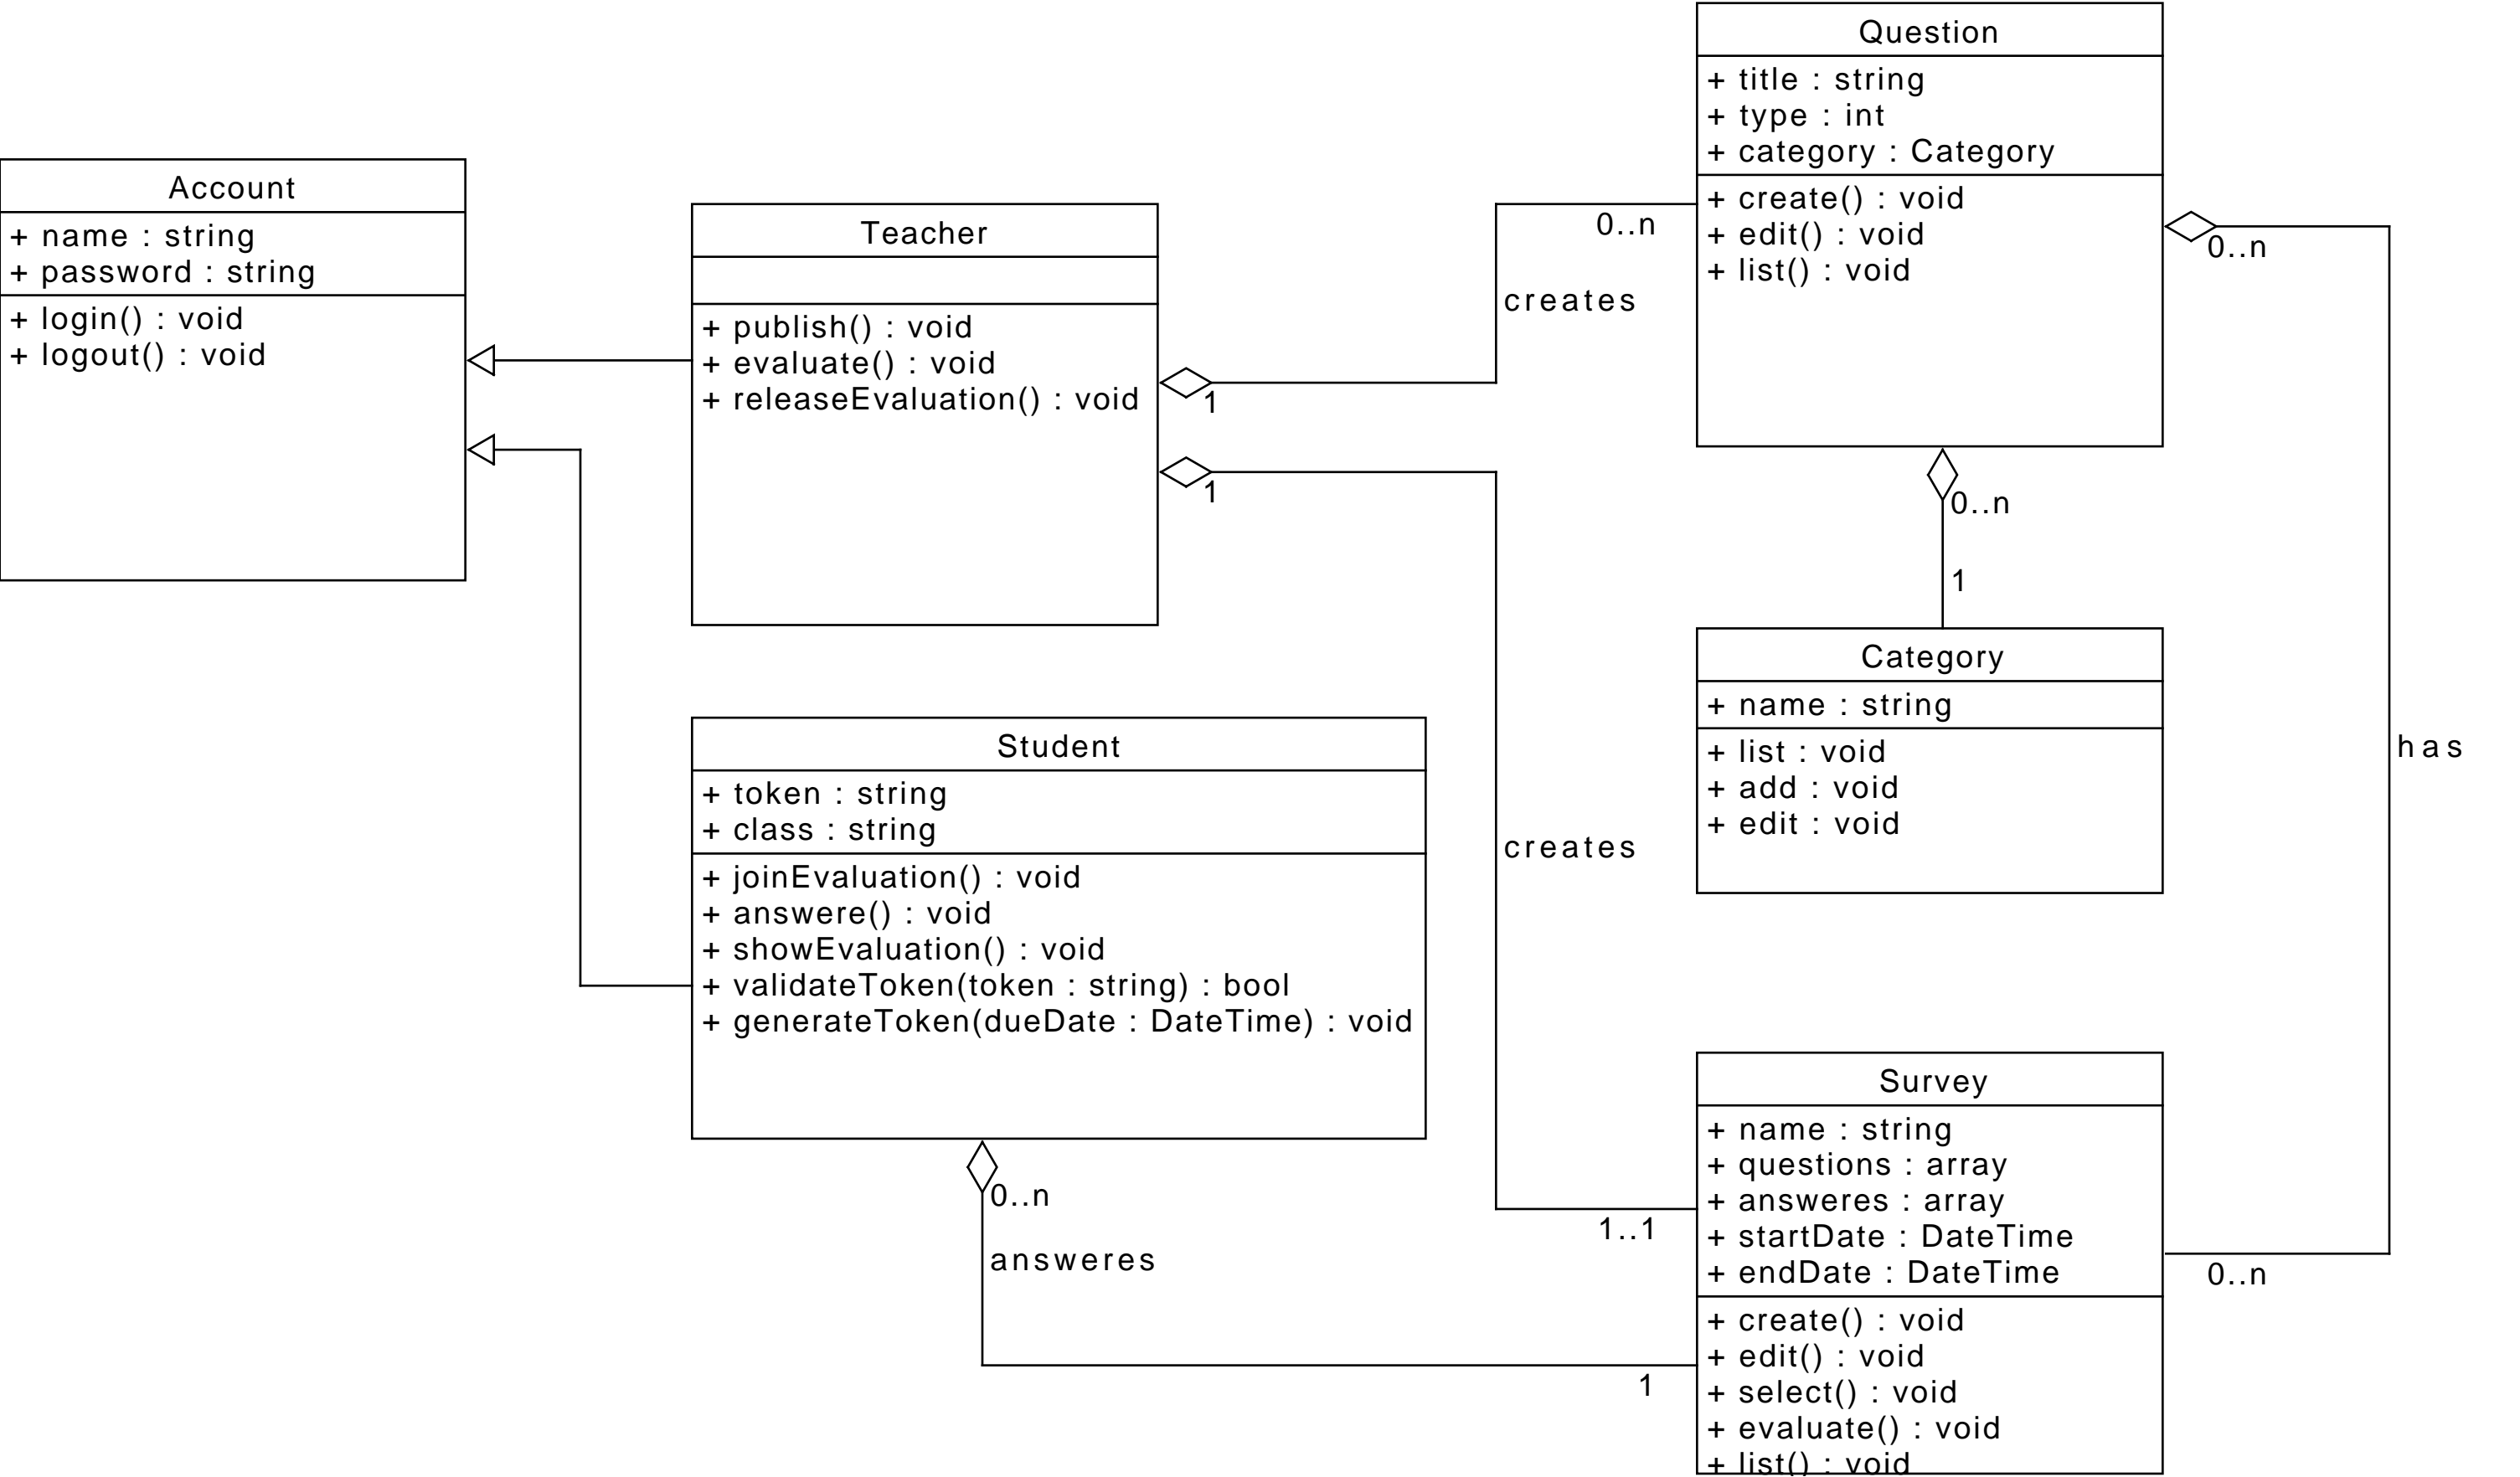 Account
+ name : string
+ password : string
+ login() : void
+ logout() : void
Teacher
+ publish() : void
+ evaluate() : void
+ releaseEvaluation() : void
Student
+ token : string
+ class : string
+ joinEvaluation() : void
+ answere() : void
+ showEvaluation() : void
+ validateToken(token : string) : bool
+ generateToken(dueDate : DateTime) : void
Question
+ title : string
+ type : int
+ category : Category
+ create() : void
+ edit() : void
+ list() : void
Category
+ name : string
+ list : void
+ add : void
+ edit : void
Survey
+ name : string
+ questions : array
+ answeres : array
+ startDate : DateTime
+ endDate : DateTime
+ create() : void
+ edit() : void
+ select() : void
+ evaluate() : void
+ list() : void
0..n
creates
1
1
creates
1..1
0..n
answeres
1
0..n
1
0..n
has
0..n